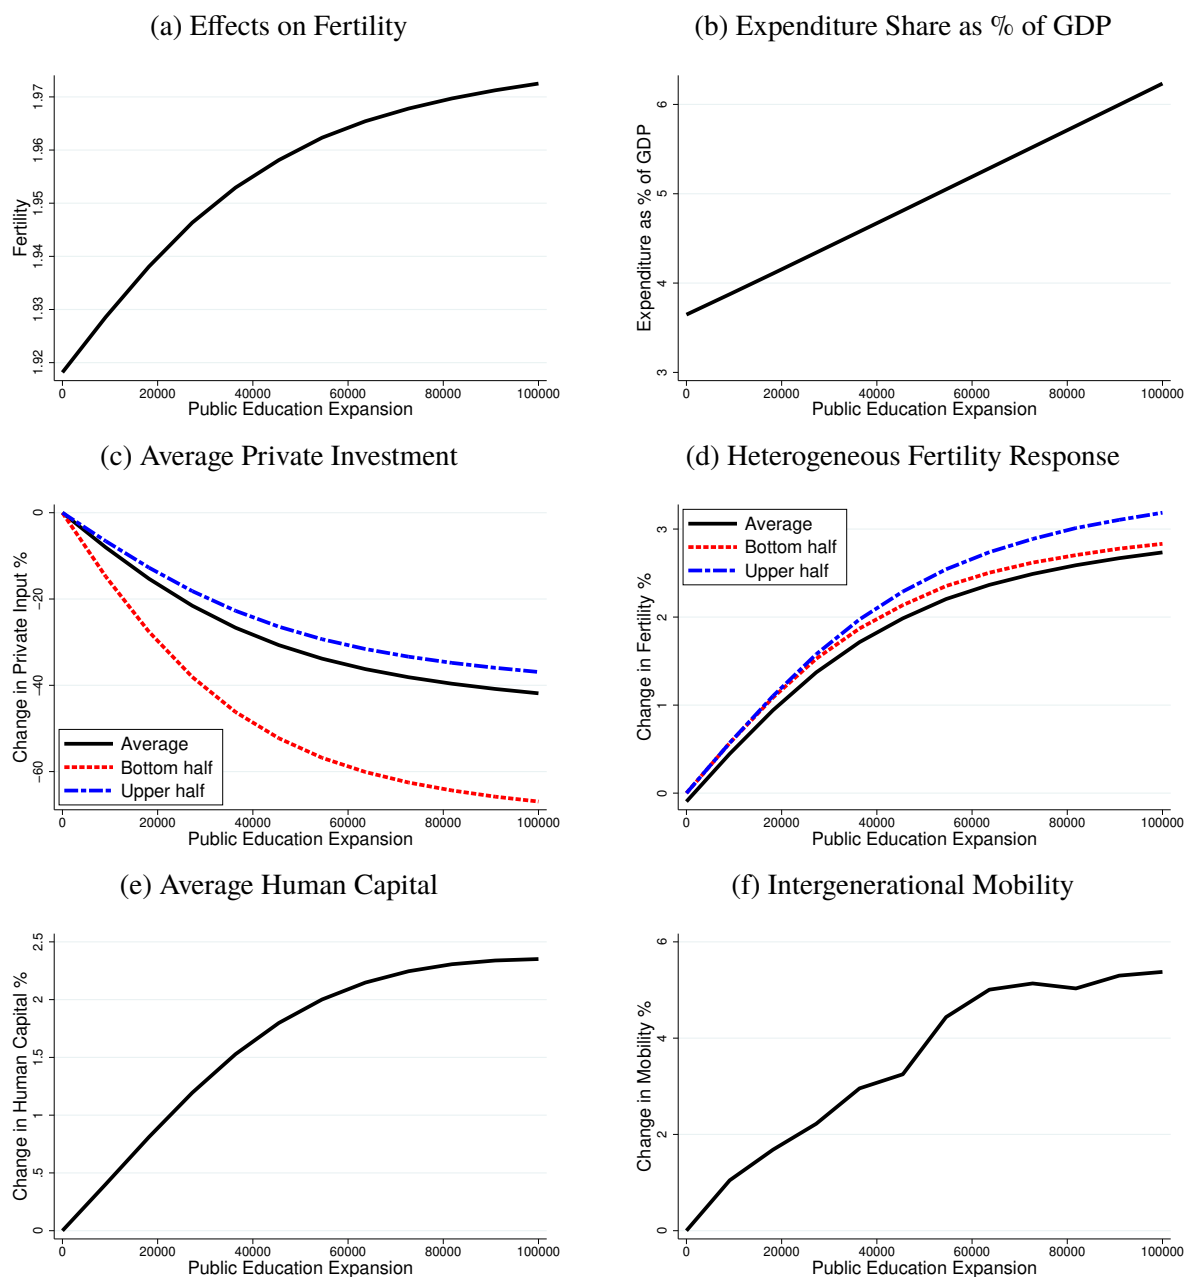 (a) Effects on Fertility
Fertility
1.97
1.96
1.95
1.94
1.93
1.92
0 20000 40000 60000 80000 100000
Public Education Expansion
(b) Expenditure Share as % of GDP
Expenditure as % of GDP
6
5
4
3
0 20000 40000 60000 80000 100000
Public Education Expansion
(c) Average Private Investment
Change in Private Input %
0
−20
−40
−60
Average
Bottom half
Upper half
0 20000 40000 60000 80000 100000
Public Education Expansion
(d) Heterogeneous Fertility Response
Change in Fertility %
3
2
1
0
Average
Bottom half
Upper half
0 20000 40000 60000 80000 100000
Public Education Expansion
(e) Average Human Capital
Change in Human Capital %
2.5
2
1.5
1
.5
0
0 20000 40000 60000 80000 100000
Public Education Expansion
(f) Intergenerational Mobility
Change in Mobility %
6
4
2
0
0 20000 40000 60000 80000 100000
Public Education Expansion